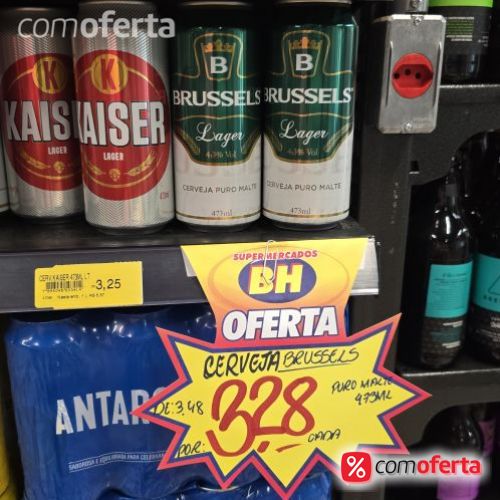 comoferta
K
KAISER
LAGER
K
KAISER
LAGER
B
BRUSSELS
Lager
CERVEJA PURO MALTE
473ml
B
BRUSSELS
Lager
CERVEJA PURO MALTE
473ml
CERV.KAISER 473ML LT
3,25
SUPERMERCADOS
BH
OFERTA
CERVEJA BRUSSELS
PURO MALTE
473ML
DE: 3,48
POR: 3,28
CADA
ANTAR
% comoferta